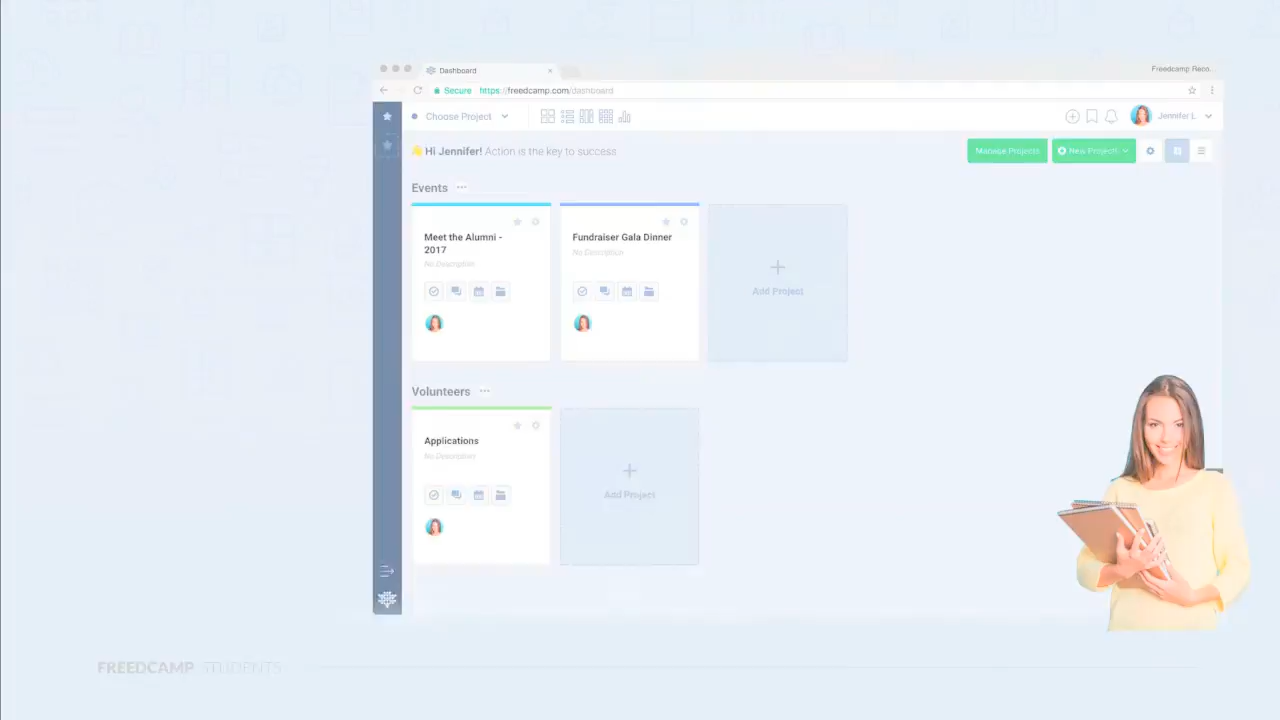 Dashboard
×
Freedcamp Reco...
Secure
https://freedcamp.com/dashboard
Choose Project
Jennifer L.
Hi Jennifer! Action is the key to success
Manage Projects
New Project!
Events
Meet the Alumni -
2017
No Description
Fundraiser Gala Dinner
No Description
Add Project
Volunteers
Applications
No Description
Add Project
FREEDCAMP STUDENTS